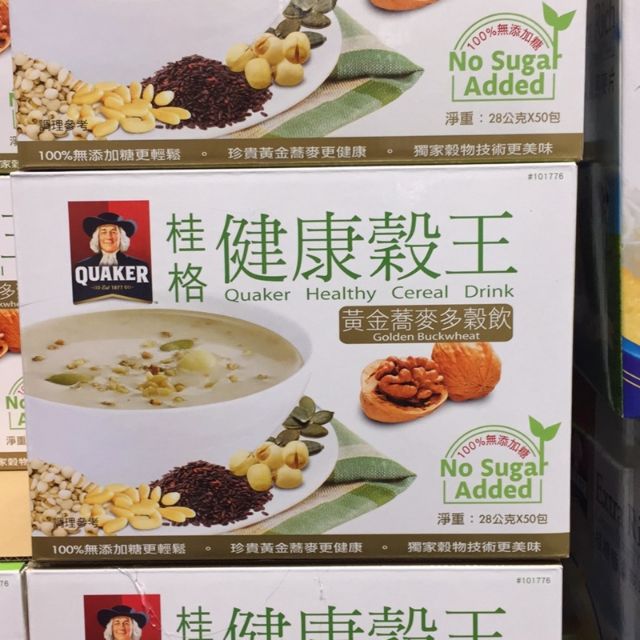 100%無添加糖
No Sugar
Added
調理參考
淨重：28公克X50包
100%無添加糖更輕鬆 。 珍貴黃金蕎麥更健康 。 獨家穀物技術更美味
#101776
QUAKER
Est 1877
桂格
健康穀王
Quaker Healthy Cereal Drink
黃金蕎麥多穀飲
Golden Buckwheat
100%無添加糖
No Sugar
Added
調理參考
淨重：28公克X50包
100%無添加糖更輕鬆 。 珍貴黃金蕎麥更健康 。 獨家穀物技術更美味
#101776
桂
健康穀王